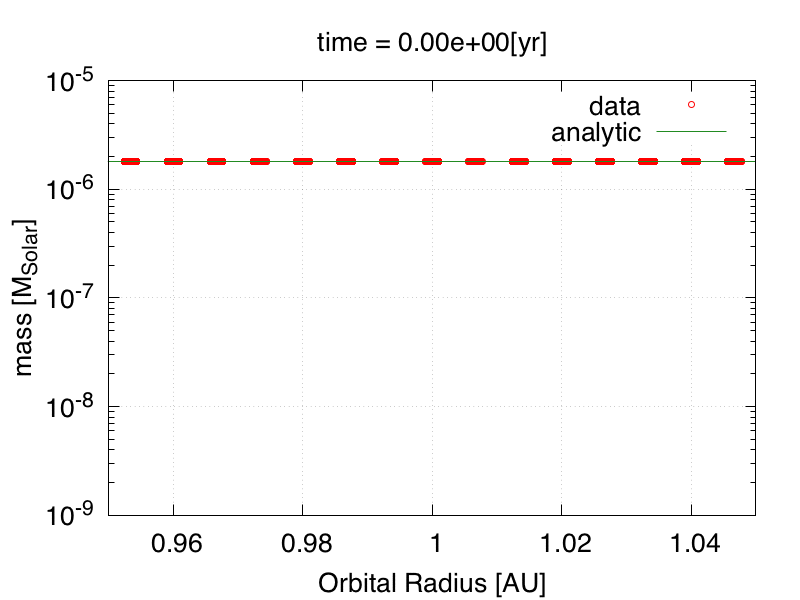 time = 0.00e+00[yr]
10^-5
data
analytic
10^-6
10^-7
10^-8
10^-9
mass [M_Solar]
0.96 0.98 1 1.02 1.04
Orbital Radius [AU]